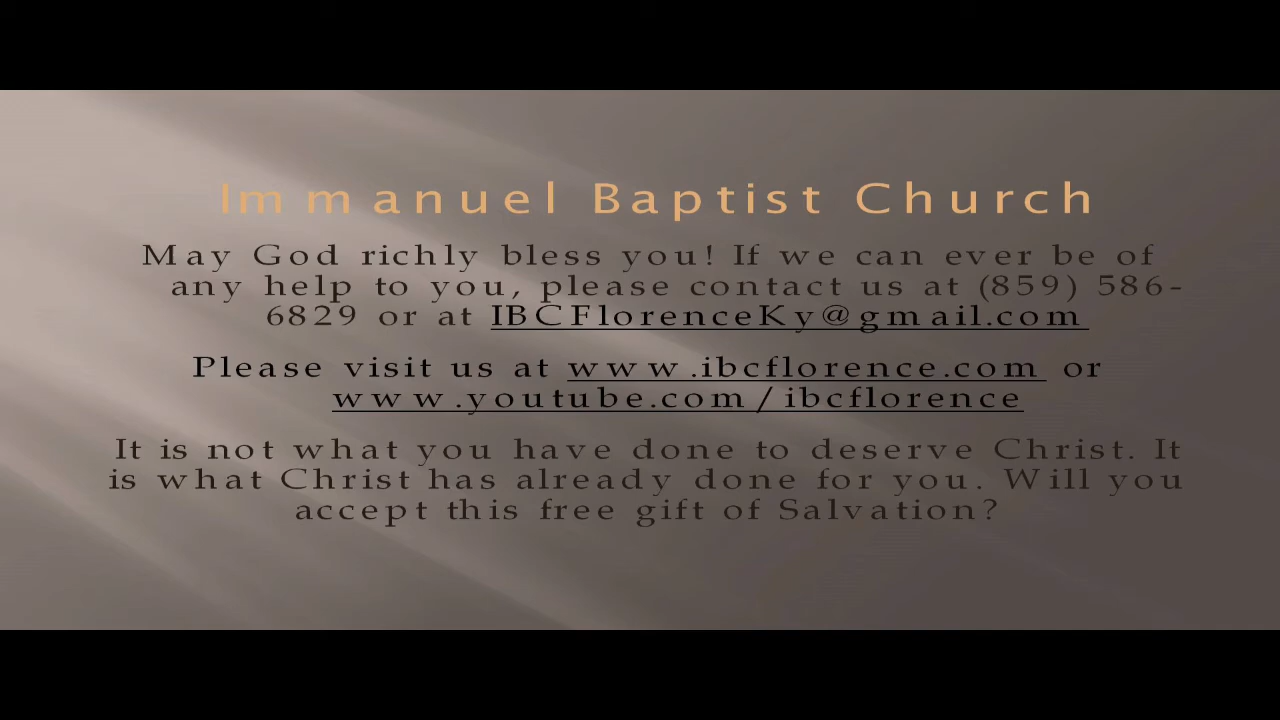 Immanuel Baptist Church
May God richly bless you! If we can ever be of
any help to you, please contact us at (859) 586-
6829 or at IBCFlorenceKy@gmail.com
Please visit us at www.ibcflorence.com or
www.youtube.com/ibcflorence
It is not what you have done to deserve Christ. It
is what Christ has already done for you. Will you
accept this free gift of Salvation?